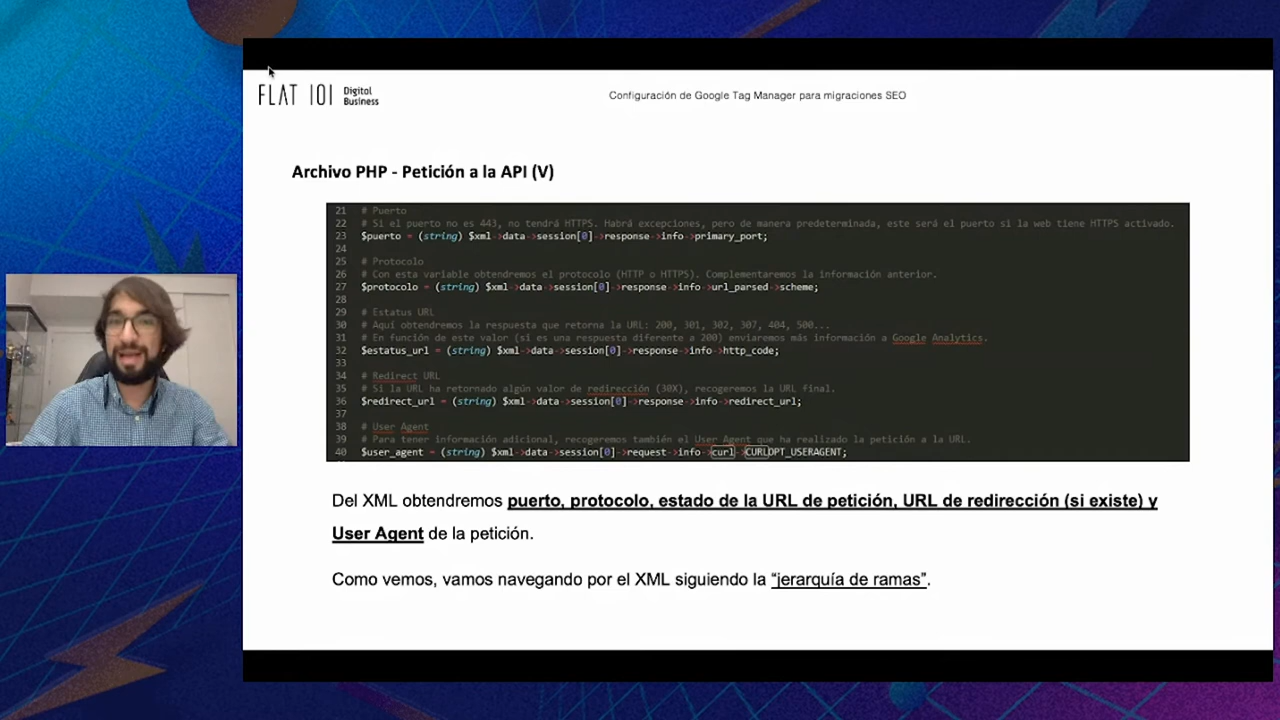 FLAT 101 Digital
Business
Configuración de Google Tag Manager para migraciones SEO
Archivo PHP - Petición a la API (V)
21 # Puerto
22 # Si el puerto no es 443, no tendrá HTTPS. Habrá excepciones, pero de manera predeterminada, este será el puerto si la web tiene HTTPS activado.
23 $puerto = (string) $xml->data->session[0]->response->info->primary_port;
24
25 # Protocolo
26 # Con esta variable obtendremos el protocolo (HTTP o HTTPS). Complementaremos la información anterior.
27 $protocolo = (string) $xml->data->session[0]->response->info->url_parsed->scheme;
28
29 # Estatus URL
30 # Aquí obtendremos la respuesta que retorna la URL: 200, 301, 302, 307, 404, 500...
31 # En función de este valor (si es una respuesta diferente a 200) enviaremos más información a Google Analytics.
32 $estatus_url = (string) $xml->data->session[0]->response->info->http_code;
33
34 # Redirect URL
35 # Si la URL ha retornado algún valor de redirección (30X), recogeremos la URL final.
36 $redirect_url = (string) $xml->data->session[0]->response->info->redirect_url;
37
38 # User Agent
39 # Para tener información adicional, recogeremos también el User Agent que ha realizado la petición a la URL.
40 $user_agent = (string) $xml->data->session[0]->request->info->curl->CURLOPT_USERAGENT;
Del XML obtendremos puerto, protocolo, estado de la URL de petición, URL de redirección (si existe) y
User Agent de la petición.
Como vemos, vamos navegando por el XML siguiendo la “jerarquía de ramas”.